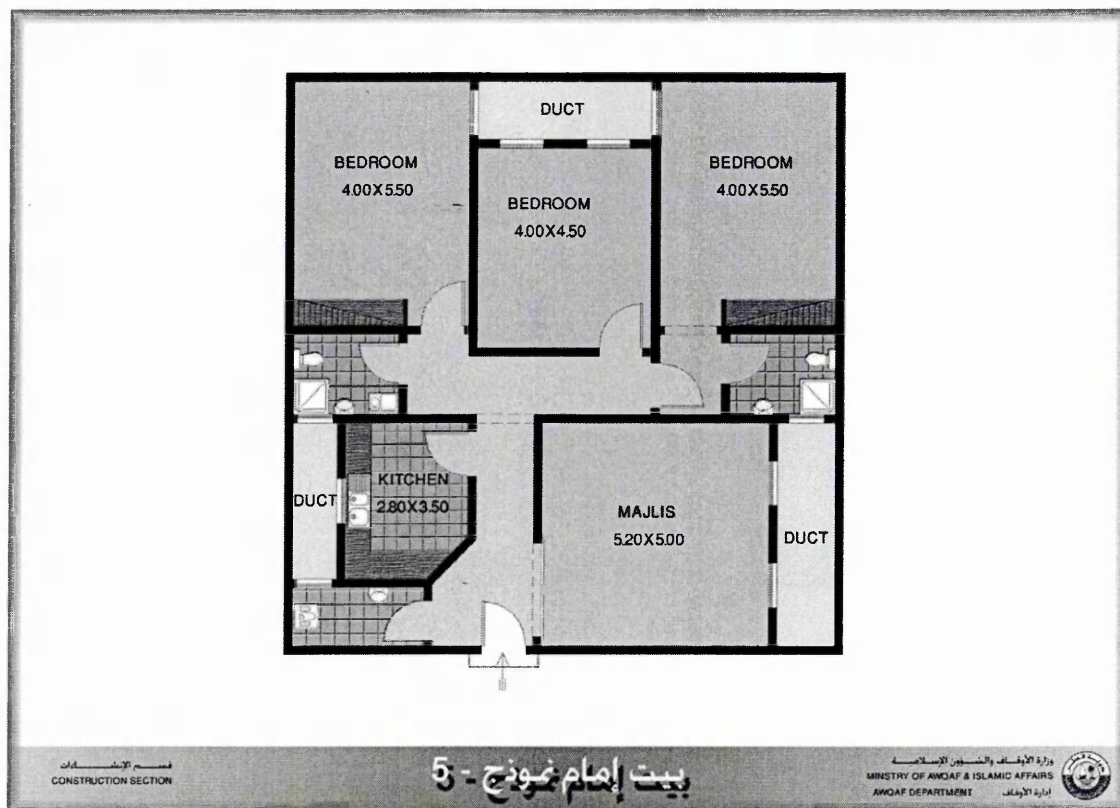 DUCT
BEDROOM
4.00X5.50
BEDROOM
4.00X4.50
BEDROOM
4.00X5.50
KITCHEN
2.80X3.50
DUCT
MAJLIS
5.20X5.00
DUCT
قسم الإنشاءات
CONSTRUCTION SECTION
بيت إمام نموذج - 5
وزارة الأوقاف والشؤون الإسلامية
MINISTRY OF AWQAF & ISLAMIC AFFAIRS
AWQAF DEPARTMENT إدارة الأوقاف